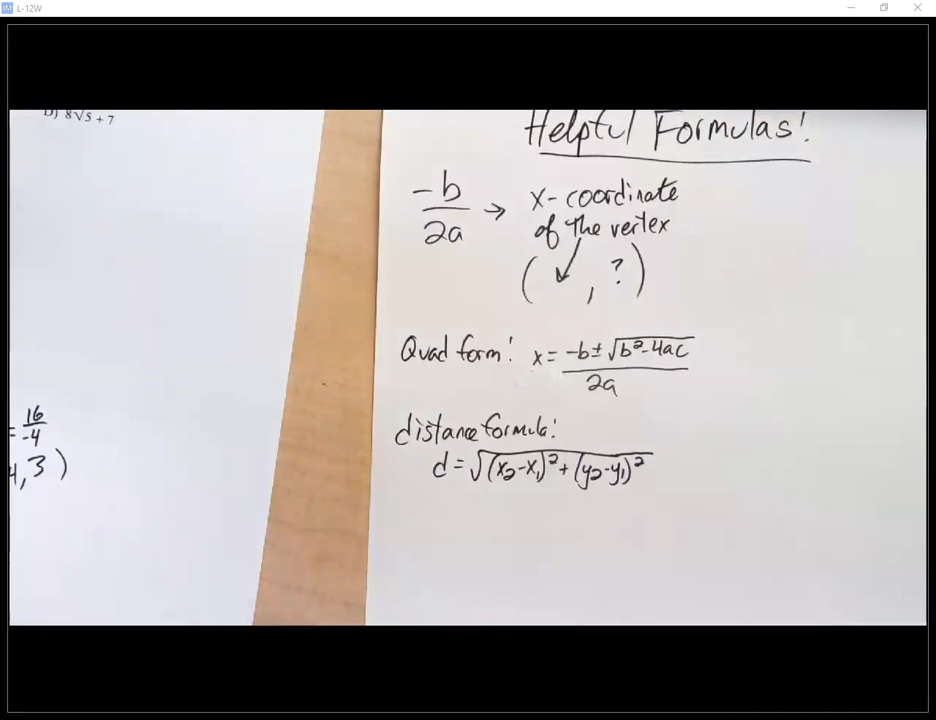 L-12W
D) 8√5 + 7
Helpful Formulas!
-b/2a → x-coordinate
of the vertex
( ↙ , ?)
Quad form: x = -b±√b²-4ac / 2a
distance formula:
d = √(x₂-x₁)²+(y₂-y₁)²
= 16/-4
4,3)